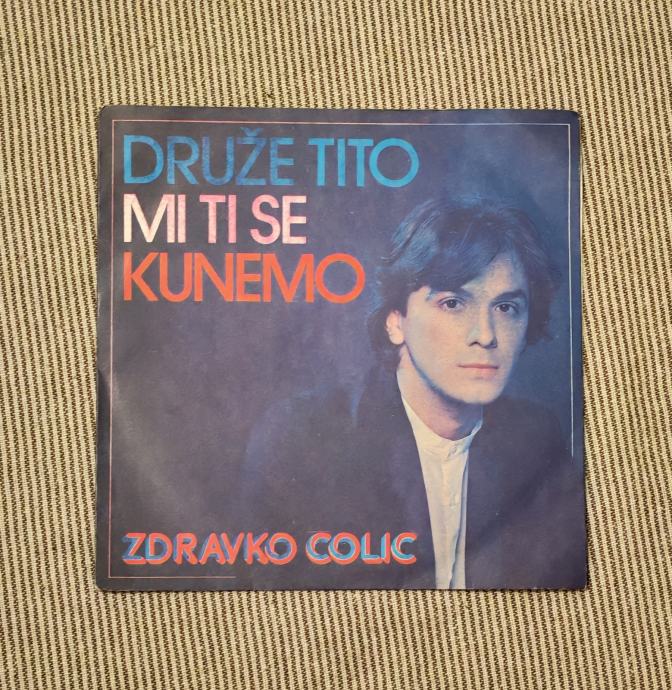 DRUŽE TITO
MI TI SE
KUNEMO
ZDRAVKO COLIC